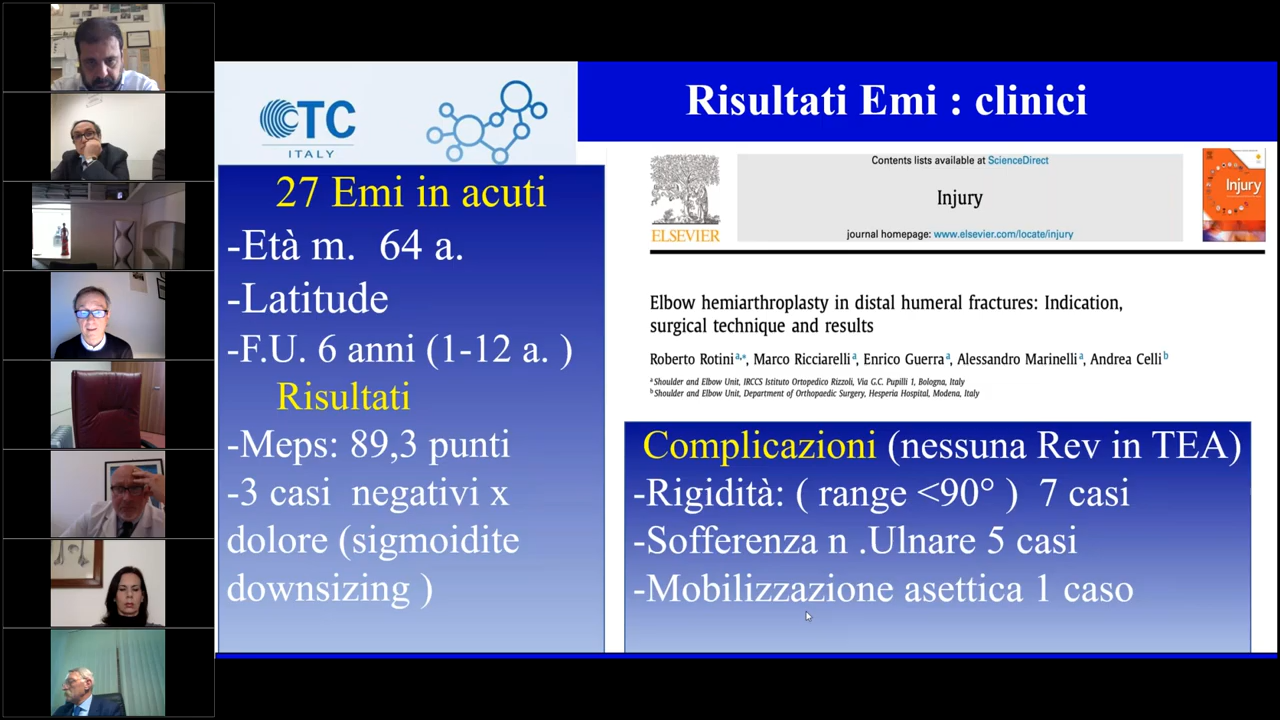 CTC
ITALY
Risultati Emi : clinici
27 Emi in acuti
-Età m. 64 a.
-Latitude
-F.U. 6 anni (1-12 a. )
Risultati
-Meps: 89,3 punti
-3 casi negativi x
dolore (sigmoidite
downsizing )
Contents lists available at ScienceDirect
Injury
journal homepage: www.elsevier.com/locate/injury
ELSEVIER
Injury
Elbow hemiarthroplasty in distal humeral fractures: Indication,
surgical technique and results
Roberto Rotini a,*, Marco Ricciarelli a, Enrico Guerra a, Alessandro Marinelli a, Andrea Celli b
a Shoulder and Elbow Unit, IRCCS Istituto Ortopedico Rizzoli, Via G.C. Pupilli 1, Bologna, Italy
b Shoulder and Elbow Unit, Department of Orthopaedic Surgery, Hesperia Hospital, Modena, Italy
Complicazioni (nessuna Rev in TEA)
-Rigidità: ( range <90° ) 7 casi
-Sofferenza n .Ulnare 5 casi
-Mobilizzazione asettica 1 caso